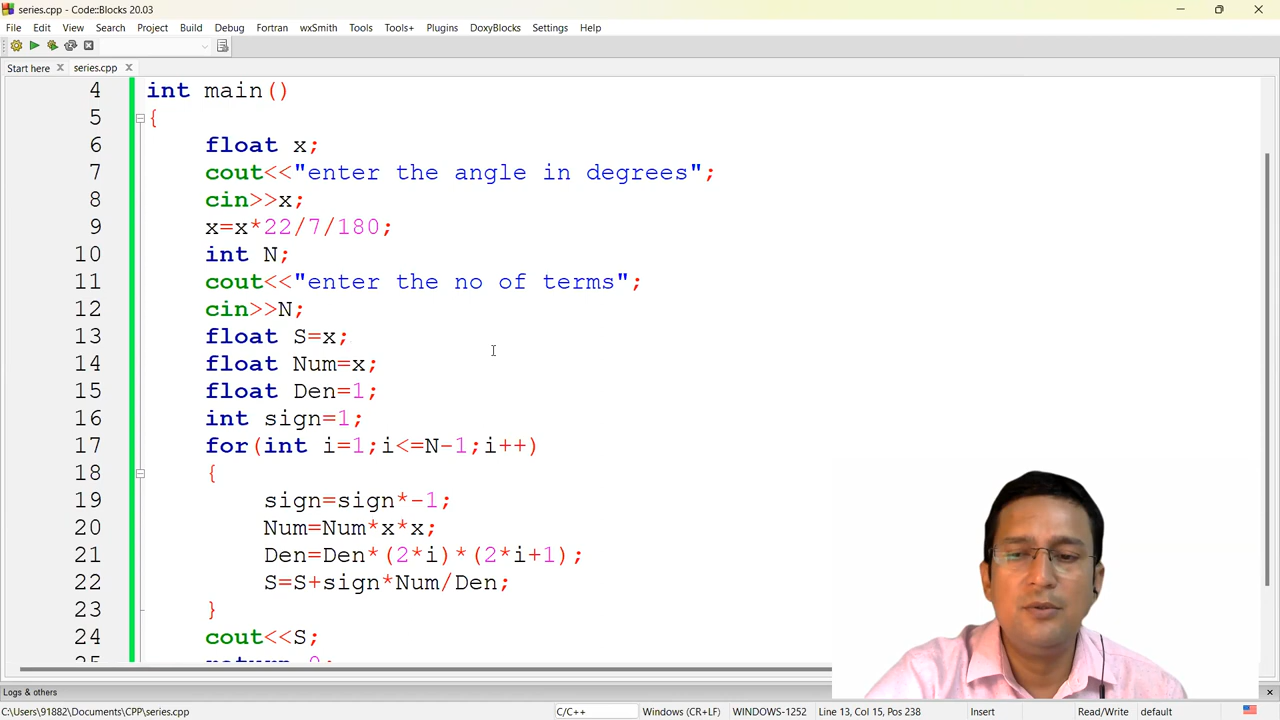 series.cpp - Code::Blocks 20.03
File Edit View Search Project Build Debug Fortran wxSmith Tools Tools+ Plugins DoxyBlocks Settings Help
Start here series.cpp
4 int main()
5 {
6 float x;
7 cout<<"enter the angle in degrees";
8 cin>>x;
9 x=x*22/7/180;
10 int N;
11 cout<<"enter the no of terms";
12 cin>>N;
13 float S=x;
14 float Num=x;
15 float Den=1;
16 int sign=1;
17 for(int i=1;i<=N-1;i++)
18 {
19 sign=sign*-1;
20 Num=Num*x*x;
21 Den=Den*(2*i)*(2*i+1);
22 S=S+sign*Num/Den;
23 }
24 cout<<S;
25 return 0;
Logs & others
C:\Users\91882\Documents\CPP\series.cpp C/C++ Windows (CR+LF) WINDOWS-1252 Line 13, Col 15, Pos 238 Insert Read/Write default